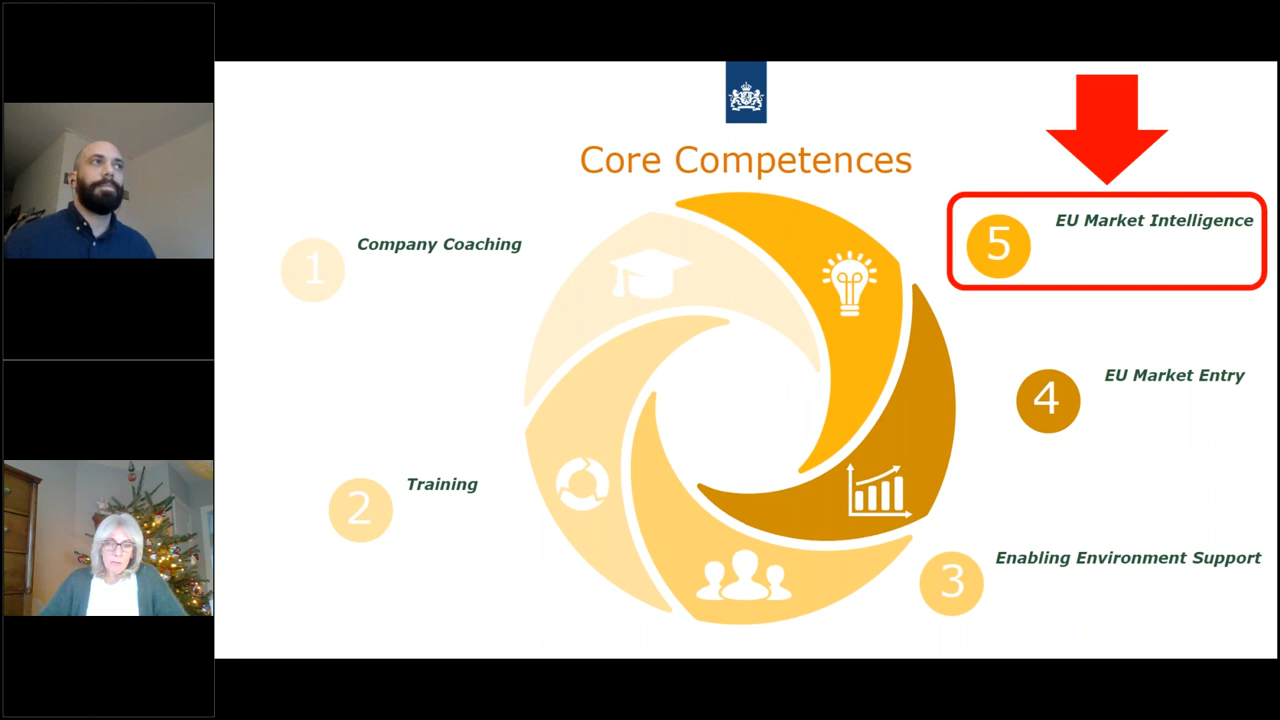 Core Competences
1
Company Coaching
2
Training
3
Enabling Environment Support
4
EU Market Entry
5
EU Market Intelligence